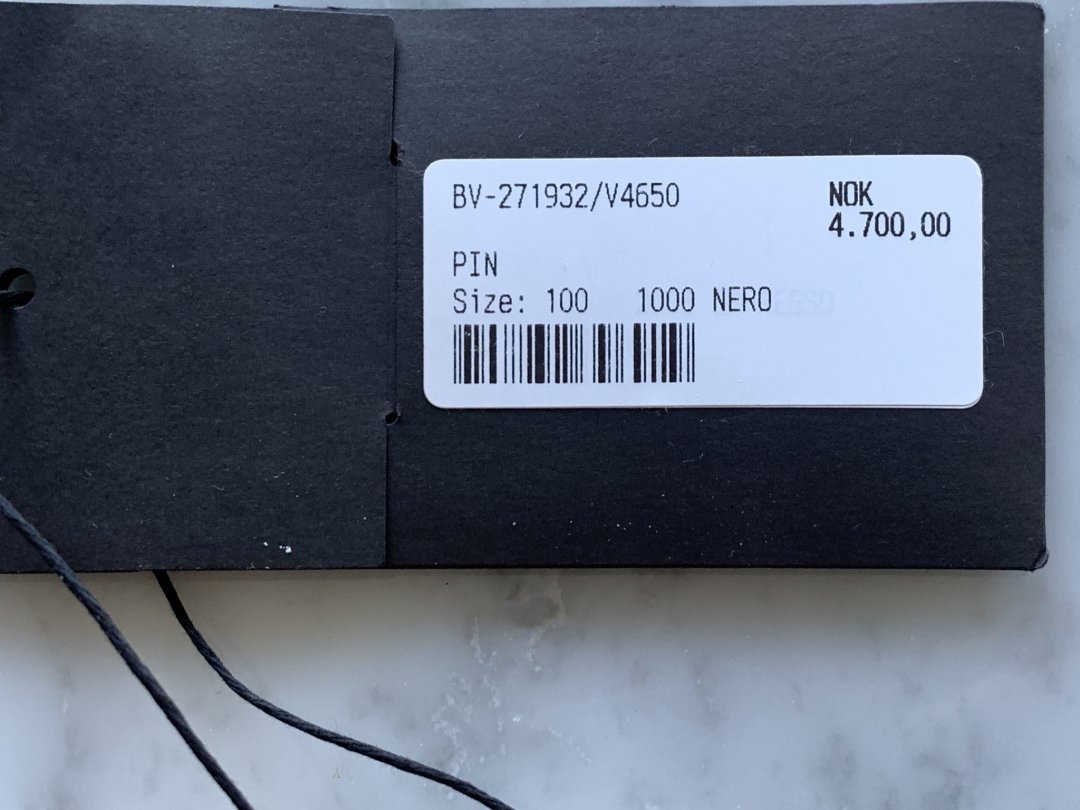 BV-271932/V4650
NOK
4.700,00
PIN
Size: 100 1000 NERO